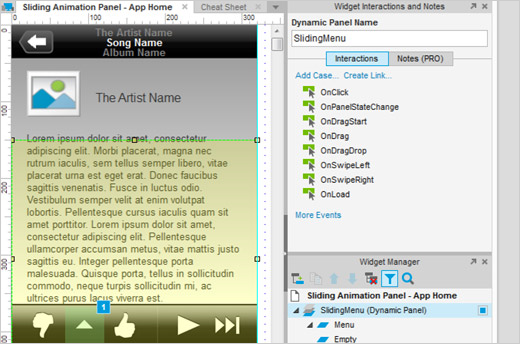 Sliding Animation Panel - App Home
Cheat Sheet
0
100
200
0
100
200
300
The Artist Name
Song Name
Album Name
The Artist Name
Lorem ipsum dolor sit amet, consectetur
adipiscing elit. Morbi placerat, magna nec
rutrum iaculis, sem tellus semper libero, vitae
placerat urna est eget erat. Donec faucibus
sagittis venenatis. Fusce in luctus odio.
Vestibulum semper velit at enim volutpat
lobortis. Pellentesque cursus iaculis quam sit
amet porttitor. Lorem ipsum dolor sit amet,
consectetur adipiscing elit. Pellentesque
ullamcorper accumsan metus, vitae mattis justo
sagittis eu. Integer pellentesque porta
malesuada. Quisque porta, tellus in sollicitudin
commodo, neque turpis sollicitudin mi, ac
ultrices purus lacus viverra est.
1
Widget Interactions and Notes
Dynamic Panel Name
SlidingMenu
Interactions
Notes (PRO)
Add Case...
Create Link...
OnClick
OnPanelStateChange
OnDragStart
OnDrag
OnDragDrop
OnSwipeLeft
OnSwipeRight
OnLoad
More Events
Widget Manager
Sliding Animation Panel - App Home
SlidingMenu (Dynamic Panel)
Menu
Empty